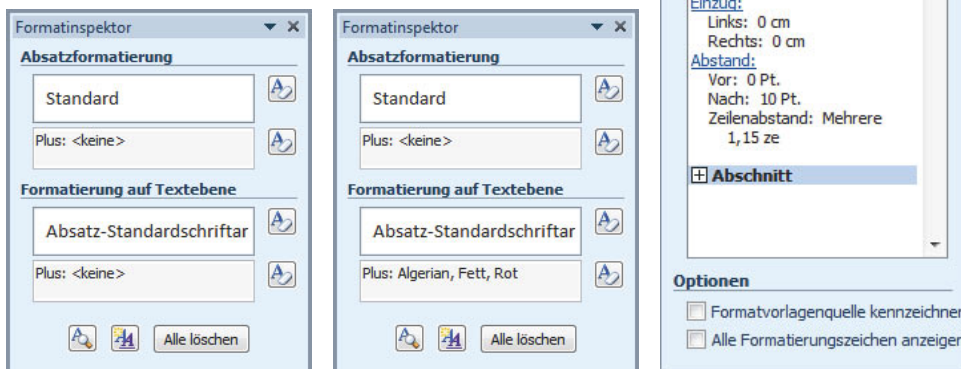 Formatinspektor
Absatzformatierung
Standard
Plus: <keine>
Formatierung auf Textebene
Absatz-Standardschriftar
Plus: <keine>
Alle löschen
Formatinspektor
Absatzformatierung
Standard
Plus: <keine>
Formatierung auf Textebene
Absatz-Standardschriftar
Plus: Algerian, Fett, Rot
Alle löschen
Einzug:
Links: 0 cm
Rechts: 0 cm
Abstand:
Vor: 0 Pt.
Nach: 10 Pt.
Zeilenabstand: Mehrere
1,15 ze
Abschnitt
Optionen
Formatvorlagenquelle kennzeichner
Alle Formatierungszeichen anzeiger